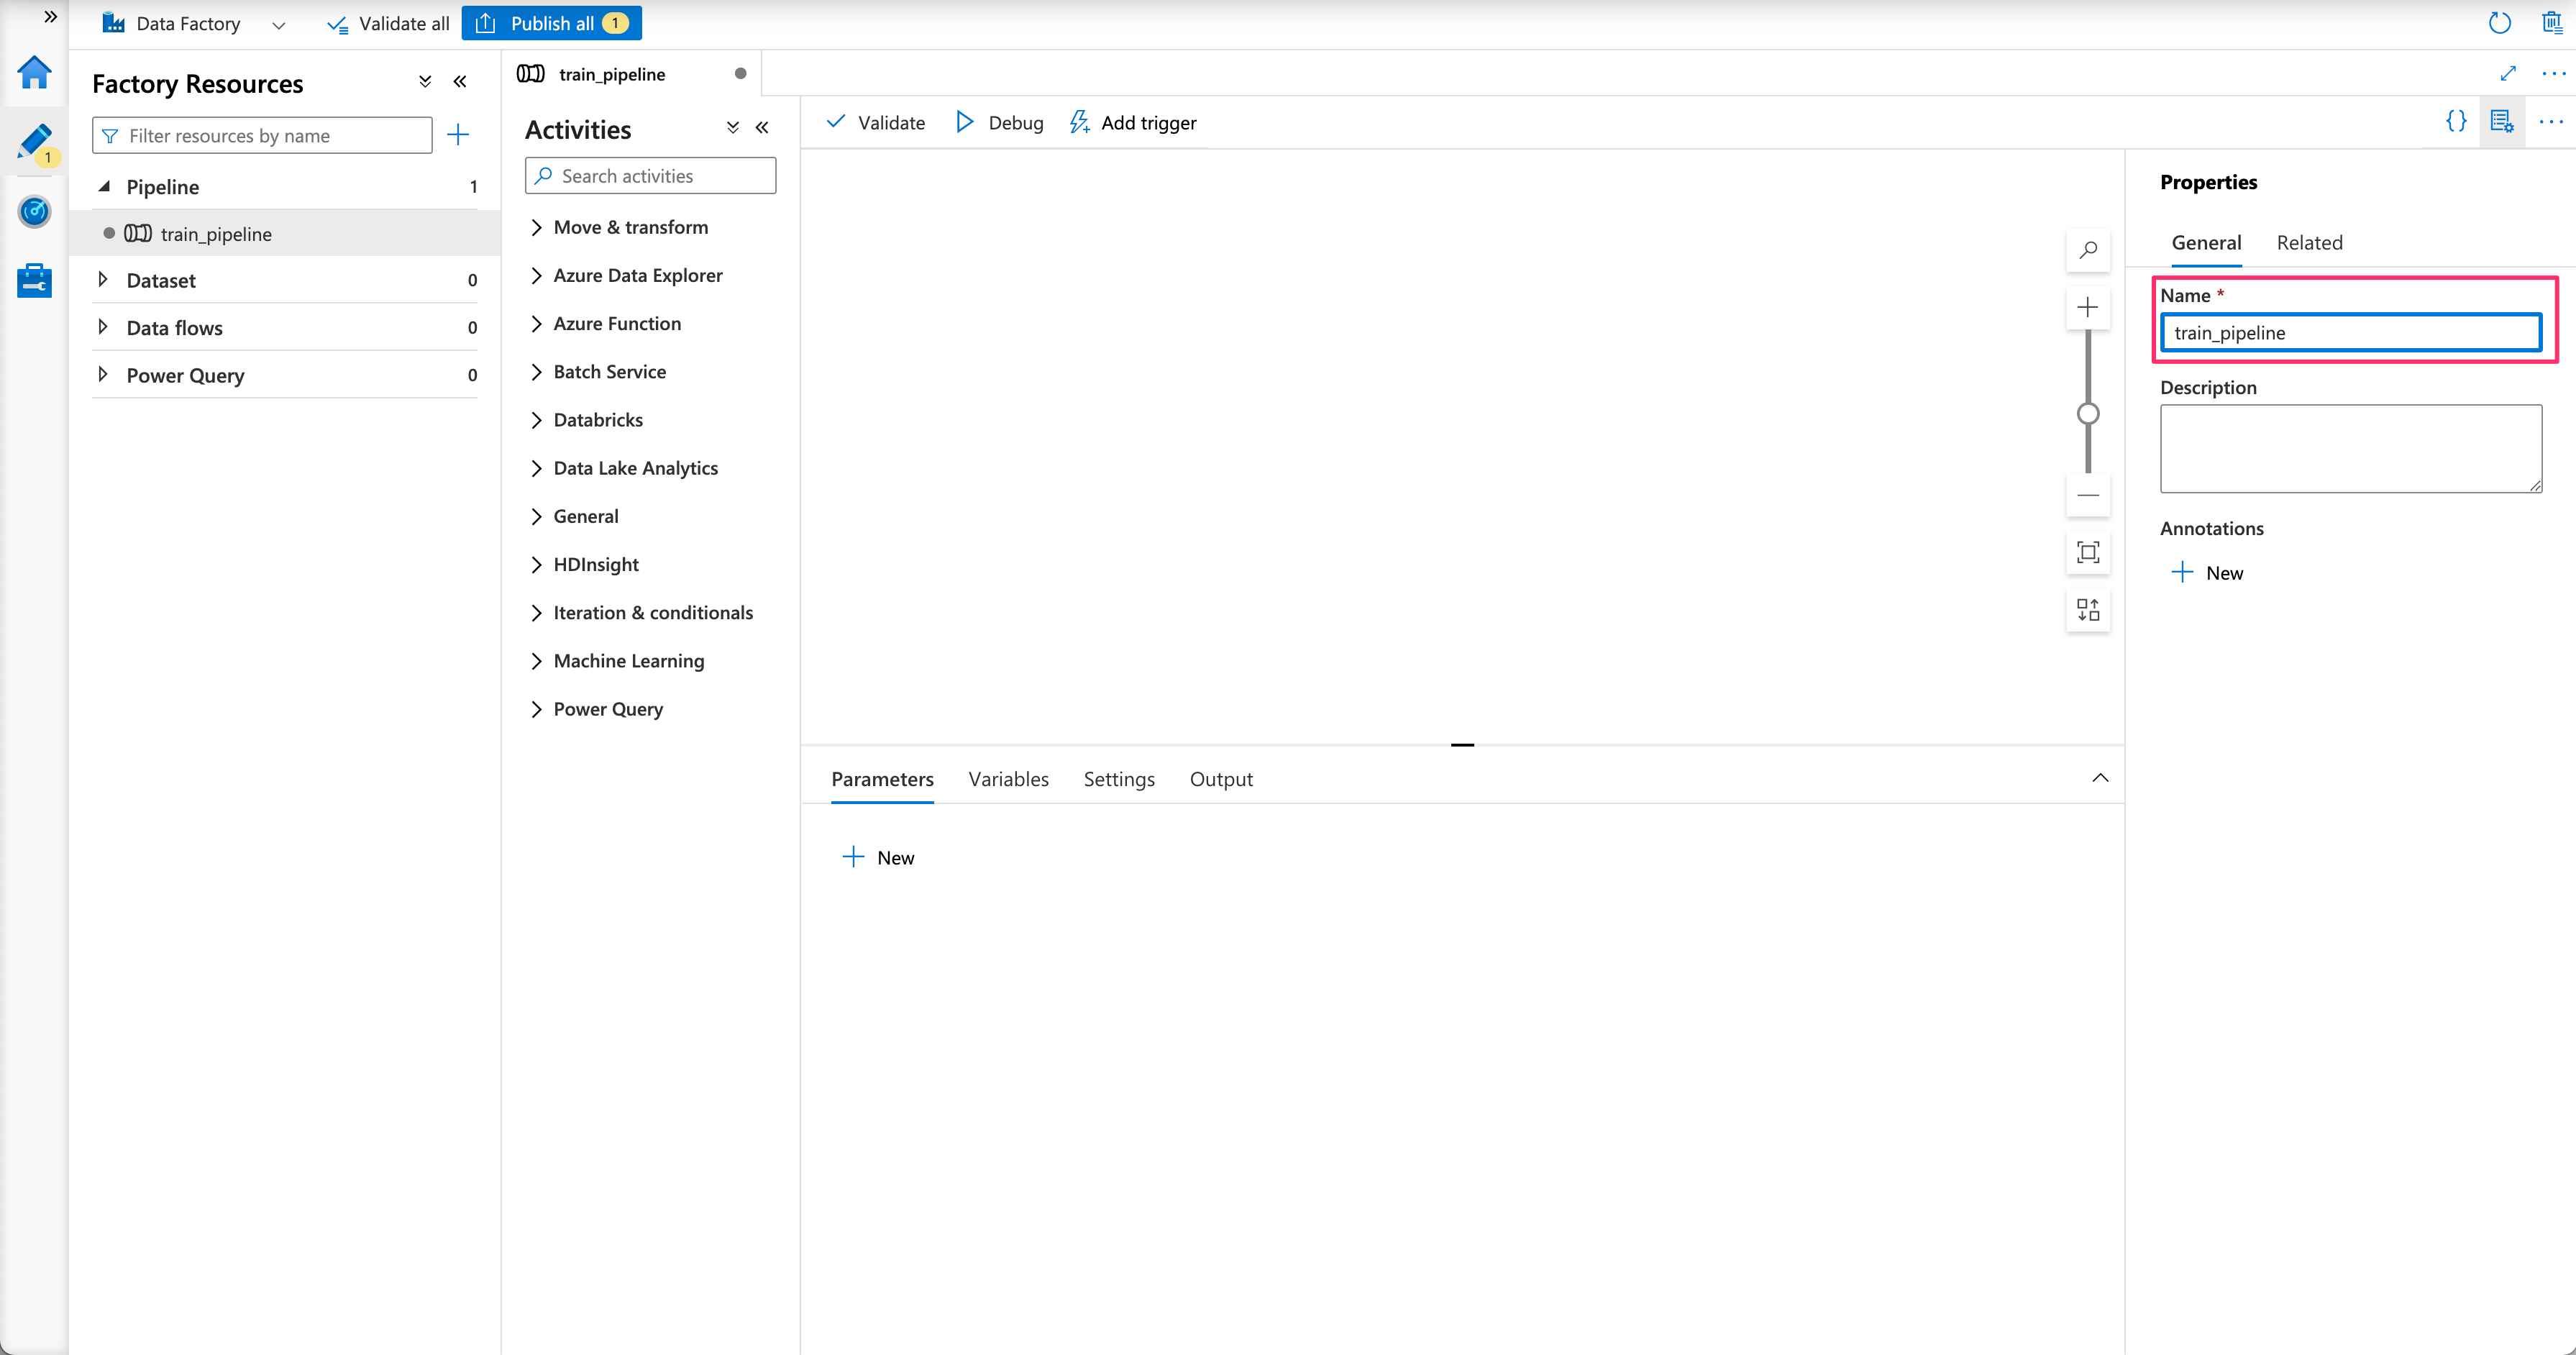 Data Factory
Validate all
Publish all 1
1
Factory Resources
Filter resources by name
Pipeline 1
train_pipeline
Dataset 0
Data flows 0
Power Query 0
train_pipeline
Activities
Search activities
Move & transform
Azure Data Explorer
Azure Function
Batch Service
Databricks
Data Lake Analytics
General
HDInsight
Iteration & conditionals
Machine Learning
Power Query
Validate Debug Add trigger
{}
Parameters Variables Settings Output
New
Properties
General Related
Name *
train_pipeline
Description
Annotations
New